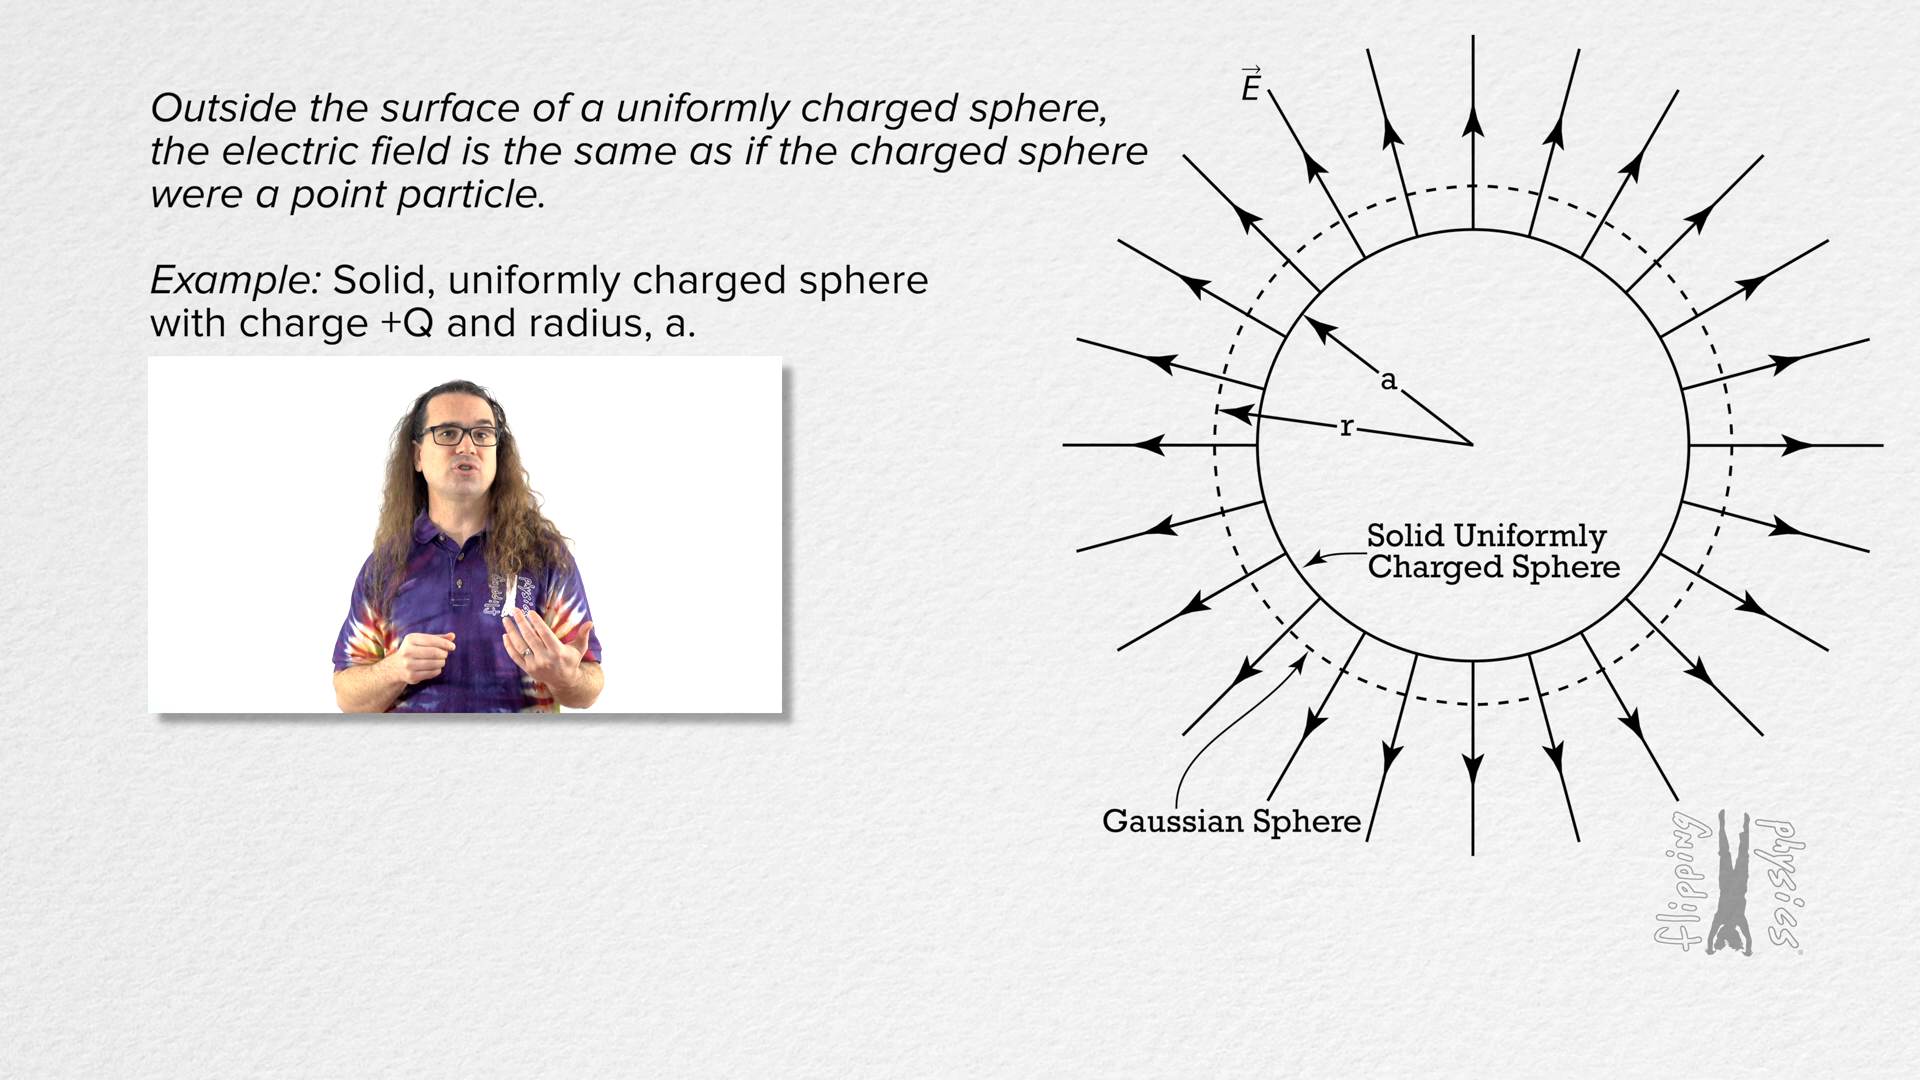 Outside the surface of a uniformly charged sphere,
the electric field is the same as if the charged sphere
were a point particle.
Example: Solid, uniformly charged sphere
with charge +Q and radius, a.
flipping physics
E⃗
a
r
Solid Uniformly
Charged Sphere
Gaussian Sphere
flipping physics